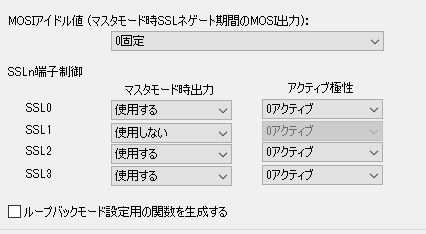 MOSIアイドル値 (マスタモード時SSLネゲート期間のMOSI出力):
0固定
SSLn端子制御
マスタモード時出力 アクティブ極性
SSL0 使用する 0アクティブ
SSL1 使用しない 0アクティブ
SSL2 使用する 0アクティブ
SSL3 使用する 0アクティブ
ループバックモード設定用の関数を生成する